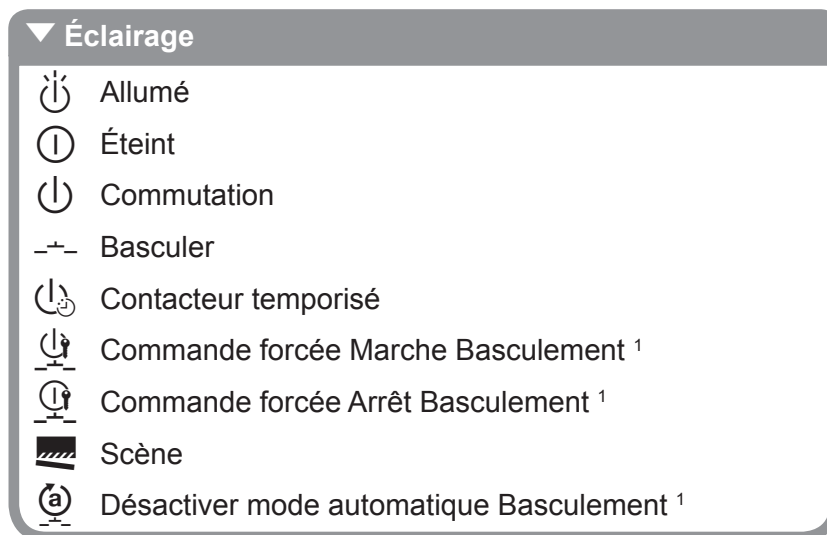 Éclairage
Allumé
Éteint
Commutation
Basculer
Contacteur temporisé
Commande forcée Marche Basculement ¹
Commande forcée Arrêt Basculement ¹
Scène
a Désactiver mode automatique Basculement ¹